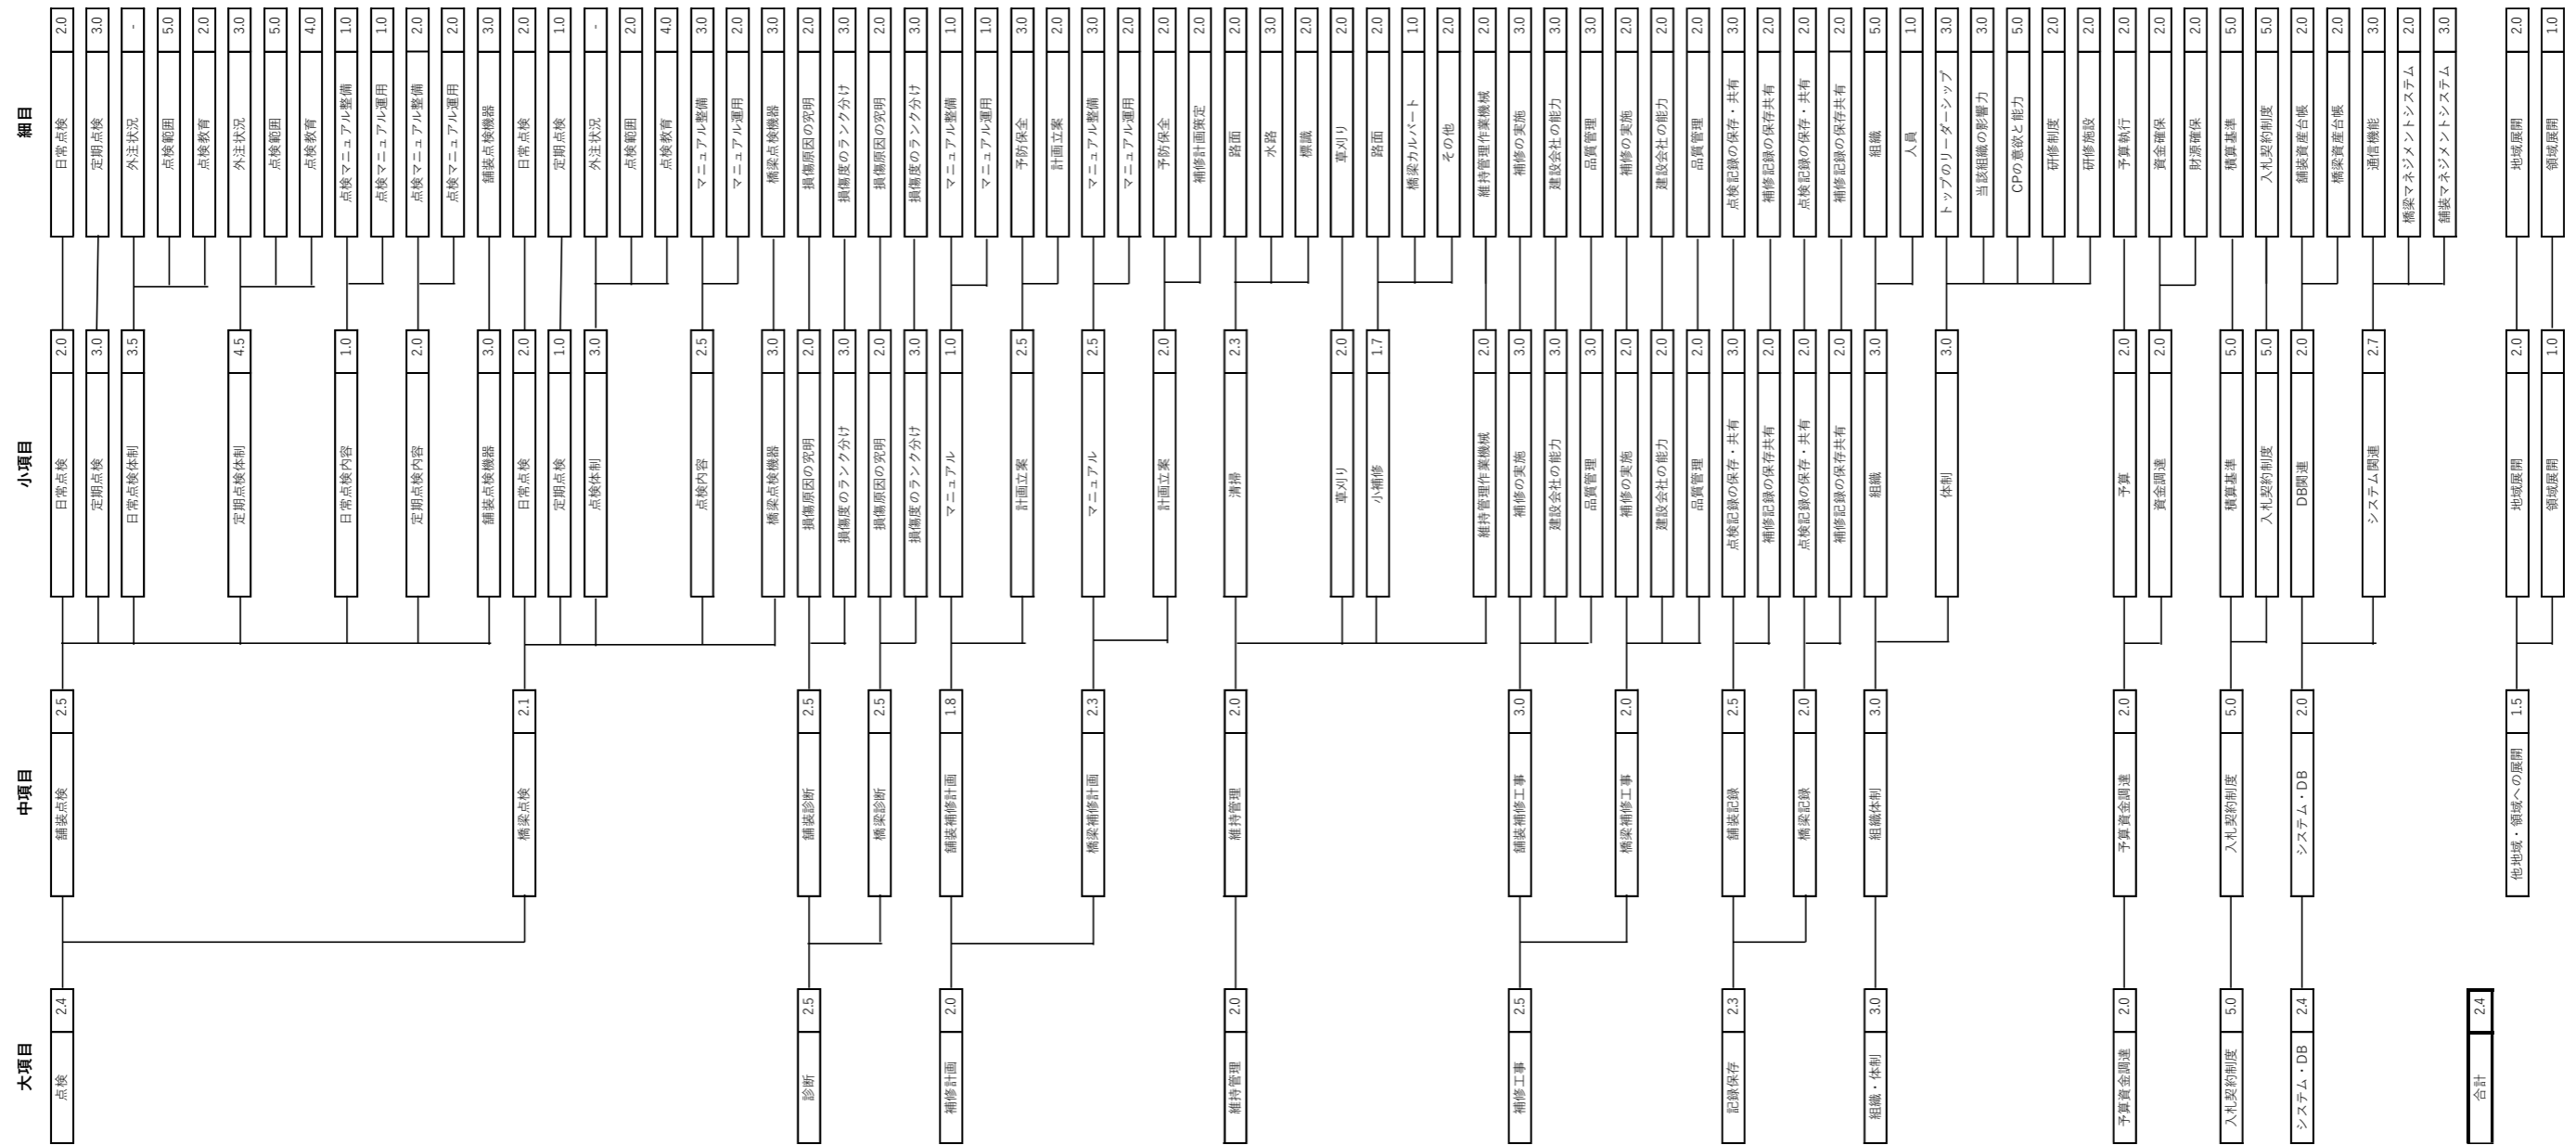 大項目 中項目 小項目 細目
点検 2.4 舗装点検 2.5 日常点検 2.0 日常点検 2.0
定期点検 3.0 定期点検 3.0
日常点検体制 3.5 外注状況 -
点検範囲 5.0
点検教育 2.0
定期点検体制 4.5 外注状況 3.0
点検範囲 5.0
点検教育 4.0
日常点検内容 1.0 点検マニュアル整備 1.0
点検マニュアル運用 1.0
定期点検内容 2.0 点検マニュアル整備 2.0
点検マニュアル運用 2.0
舗装点検機器 3.0 舗装点検機器 3.0
橋梁点検 2.1 日常点検 2.0 日常点検 2.0
定期点検 1.0 定期点検 1.0
点検体制 3.0 外注状況 -
点検範囲 2.0
点検教育 4.0
点検内容 2.5 マニュアル整備 3.0
マニュアル運用 2.0
橋梁点検機器 3.0 橋梁点検機器 3.0
診断 2.5 舗装診断 2.5 損傷原因の究明 2.0 損傷原因の究明 2.0
損傷度のランク分け 3.0 損傷度のランク分け 3.0
橋梁診断 2.5 損傷原因の究明 2.0 損傷原因の究明 2.0
損傷度のランク分け 3.0 損傷度のランク分け 3.0
補修計画 2.0 舗装補修計画 1.8 マニュアル 1.0 マニュアル整備 1.0
マニュアル運用 1.0
計画立案 2.5 予防保全 3.0
計画立案 2.0
橋梁補修計画 2.3 マニュアル 2.5 マニュアル整備 3.0
マニュアル運用 2.0
計画立案 2.0 予防保全 2.0
補修計画策定 2.0
維持管理 2.0 維持管理 2.0 清掃 2.3 路面 2.0
水路 3.0
標識 2.0
草刈り 2.0 草刈り 2.0
小補修 1.7 路面 2.0
橋梁カルバート 1.0
その他 2.0
維持管理作業機械 2.0 維持管理作業機械 2.0
補修工事 2.5 舗装補修工事 3.0 補修の実施 3.0 補修の実施 3.0
建設会社の能力 3.0 建設会社の能力 3.0
品質管理 3.0 品質管理 3.0
橋梁補修工事 2.0 補修の実施 2.0 補修の実施 2.0
建設会社の能力 2.0 建設会社の能力 2.0
品質管理 2.0 品質管理 2.0
記録保存 2.3 舗装記録 2.5 点検記録の保存・共有 3.0 点検記録の保存・共有 3.0
補修記録の保存共有 2.0 補修記録の保存共有 2.0
橋梁記録 2.0 点検記録の保存・共有 2.0 点検記録の保存・共有 2.0
補修記録の保存共有 2.0 補修記録の保存共有 2.0
組織・体制 3.0 組織体制 3.0 組織 3.0 組織 5.0
人員 1.0
体制 3.0 トップのリーダーシップ 3.0
当該組織の影響力 3.0
CPの意欲と能力 5.0
研修制度 2.0
研修施設 2.0
予算資金調達 2.0 予算資金調達 2.0 予算 2.0 予算執行 2.0
資金調達 2.0 資金確保 2.0
財源確保 2.0
入札契約制度 5.0 入札契約制度 5.0 積算基準 5.0 積算基準 5.0
入札契約制度 5.0 入札契約制度 5.0
システム・DB 2.4 システム・DB 2.0 DB関連 2.0 舗装資産台帳 2.0
橋梁資産台帳 2.0
システム関連 2.7 通信機能 3.0
橋梁マネジメントシステム 2.0
舗装マネジメントシステム 3.0
合計 2.4
他地域・領域への展開 1.5 地域展開 2.0 地域展開 2.0
領域展開 1.0 領域展開 1.0